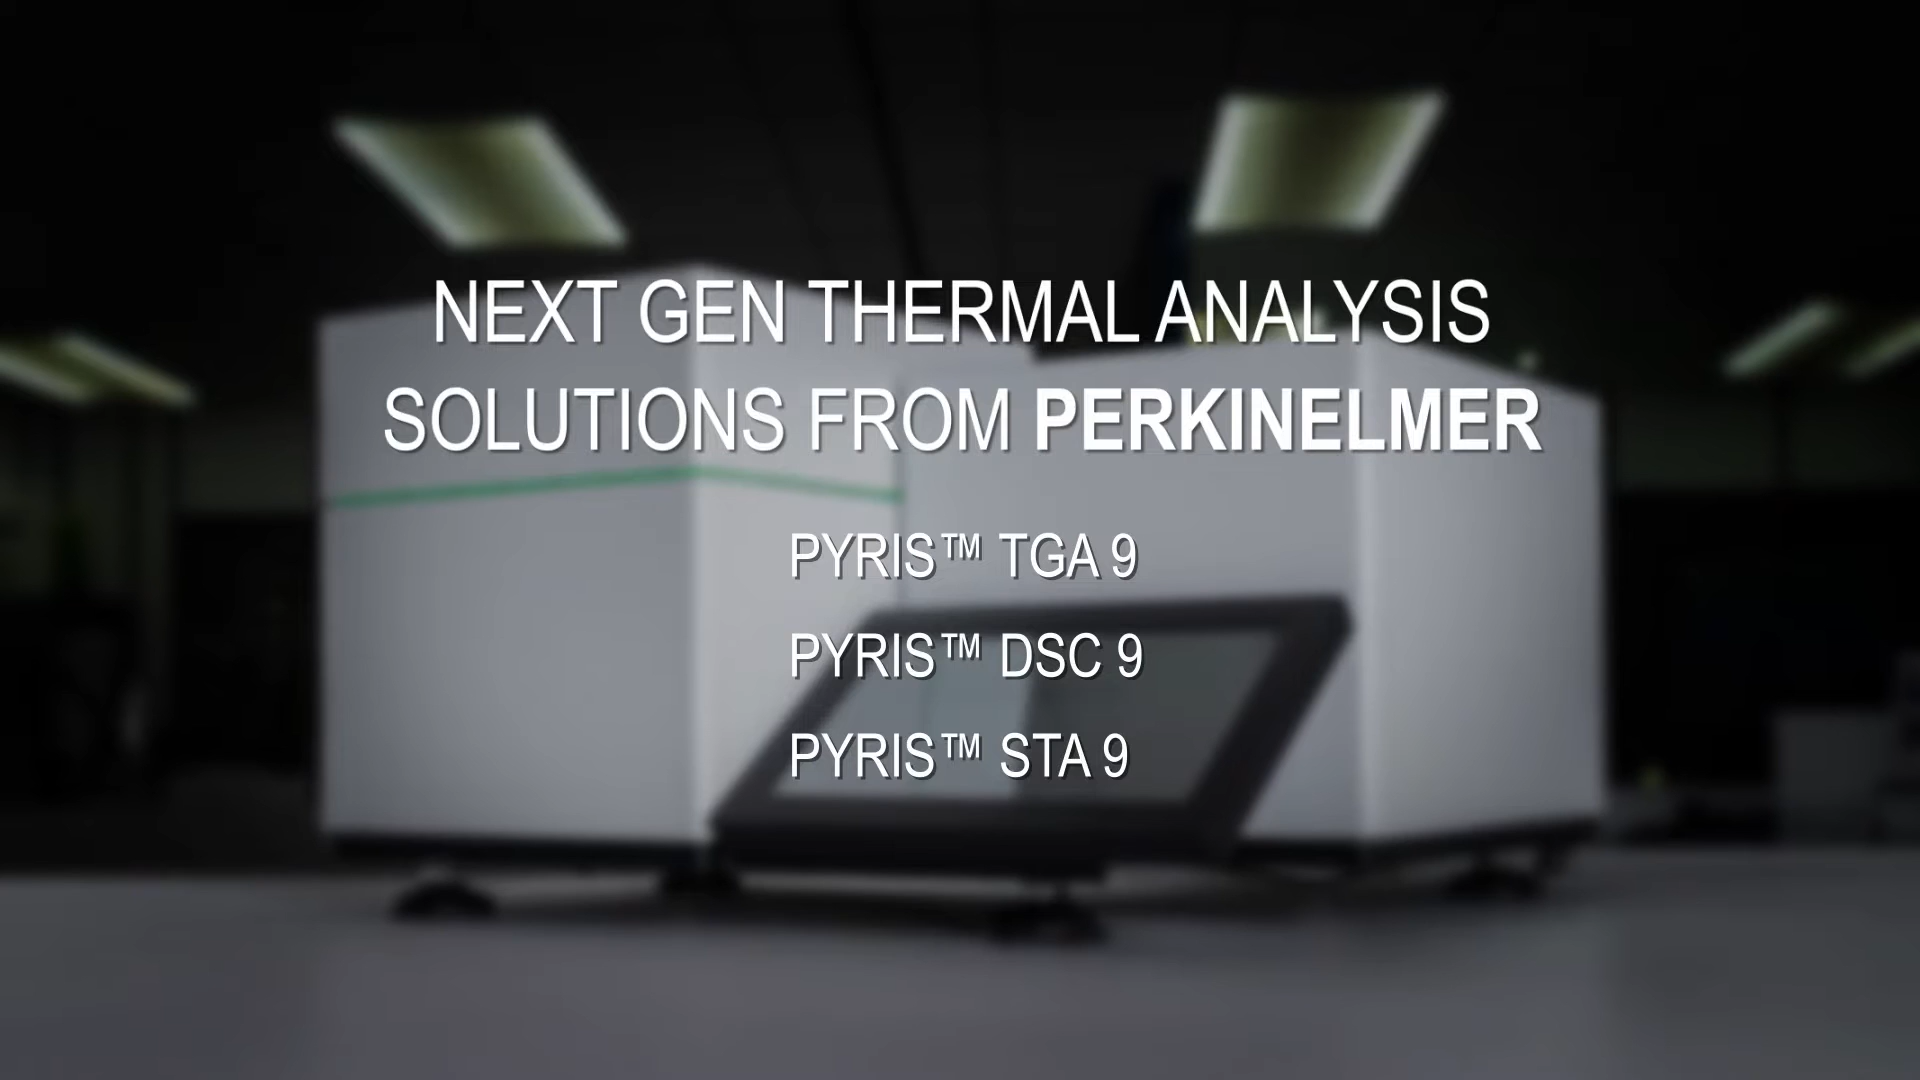 NEXT GEN THERMAL ANALYSIS
SOLUTIONS FROM PERKINELMER
PYRIS™ TGA 9
PYRIS™ DSC 9
PYRIS™ STA 9